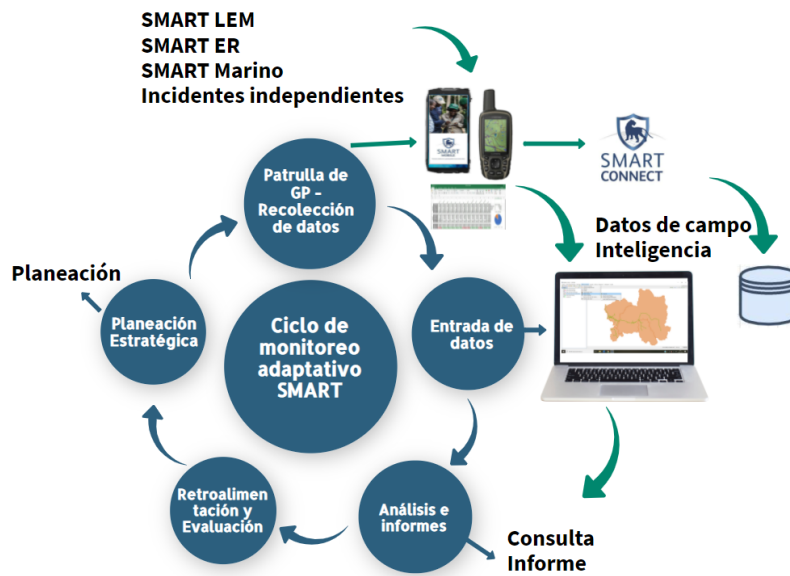 SMART LEM
SMART ER
SMART Marino
Incidentes independientes
SMART
CONNECT
Patrulla de
GP -
Recolección
de datos
Datos de campo
Inteligencia
Planeación
Planeación
Estratégica
Ciclo de
monitoreo
adaptativo
SMART
Entrada de
datos
Retroalimen
tación y
Evaluación
Análisis e
informes
Consulta
Informe